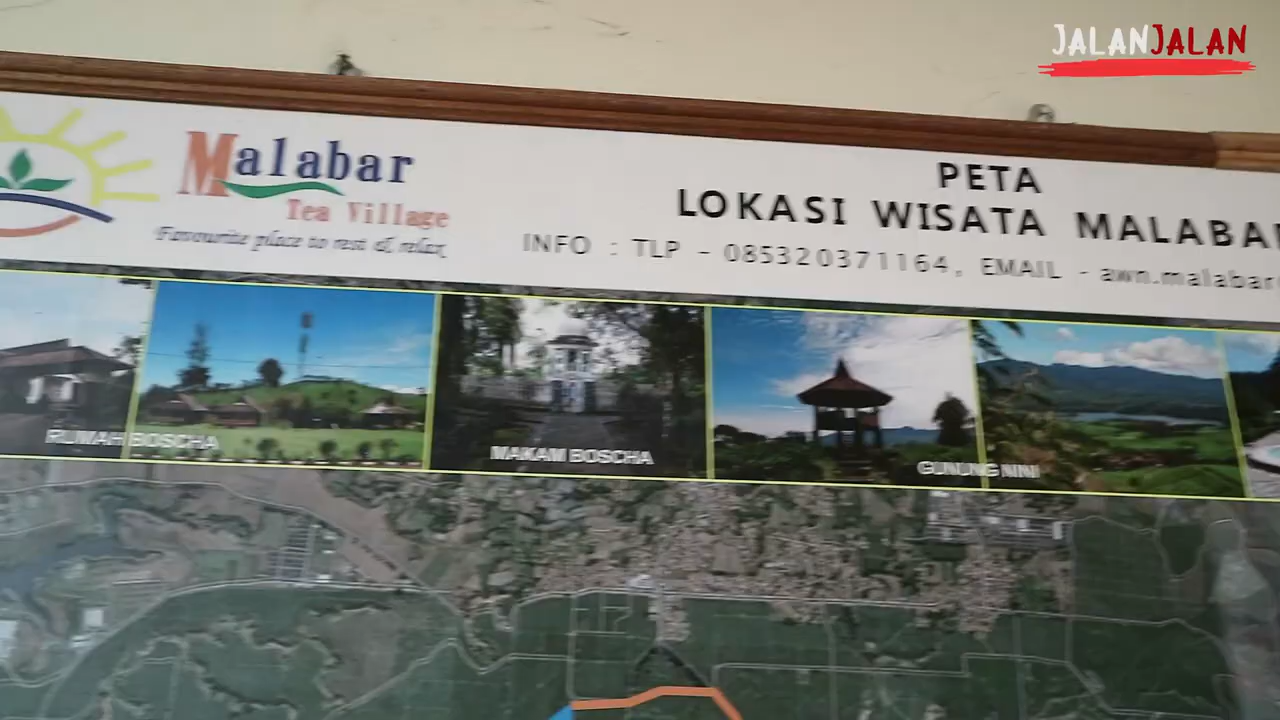 JALANJALAN
Malabar
Tea Village
Favourite place to rest & relax
PETA
LOKASI WISATA MALABAR
INFO : TLP - 085320371164, EMAIL - awn.malabar
RUMAH BOSCHA
MAKAM BOSCHA
GUNUNG NINI